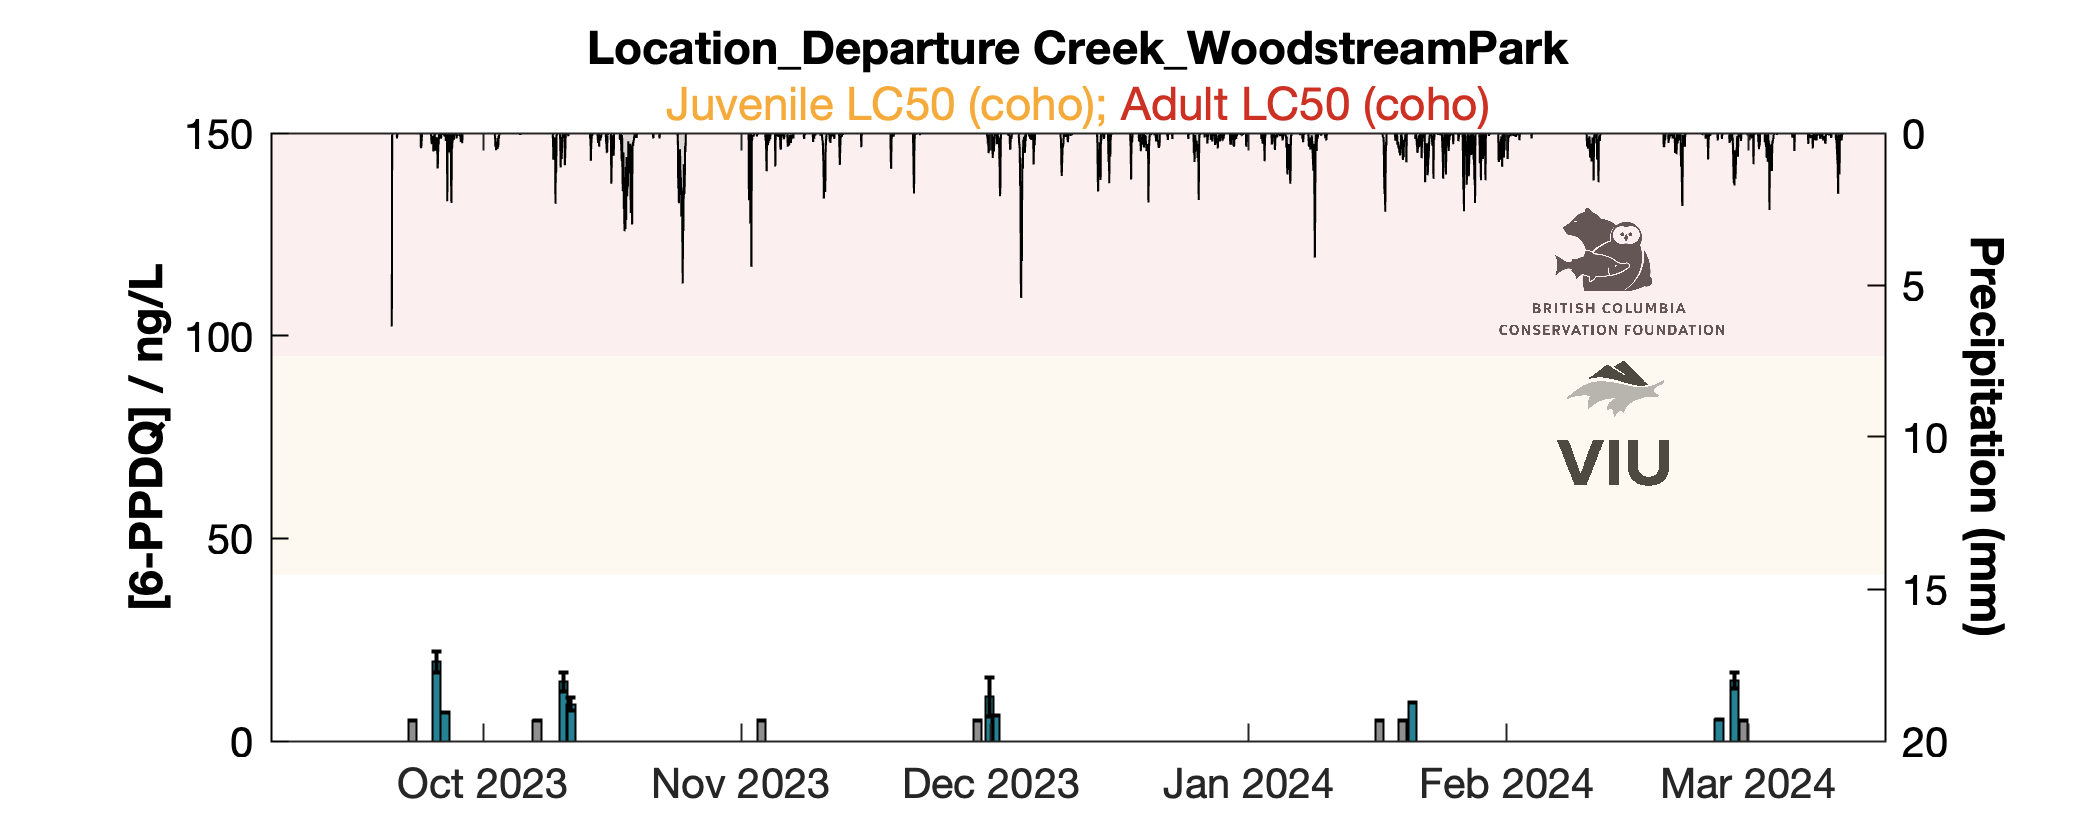 Location_Departure Creek_WoodstreamPark
Juvenile LC50 (coho); Adult LC50 (coho)
[6-PPDQ] / ng/L
150
100
50
0
0
5
10
15
20
Precipitation (mm)
BRITISH COLUMBIA
CONSERVATION FOUNDATION
VIU
Oct 2023
Nov 2023
Dec 2023
Jan 2024
Feb 2024
Mar 2024